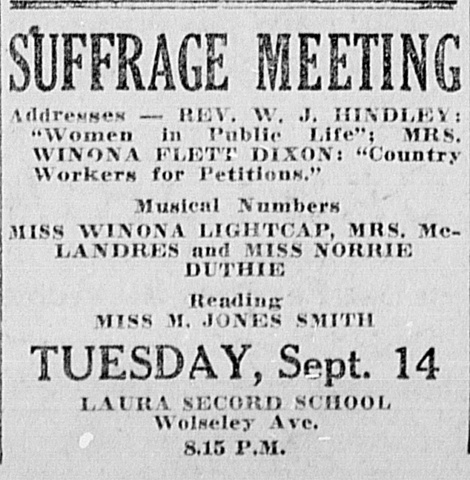 SUFFRAGE MEETING
Addresses — REV. W. J. HINDLEY:
"Women in Public Life"; MRS.
WINONA FLETT DIXON: "Country
Workers for Petitions."
Musical Numbers
MISS WINONA LIGHTCAP, MRS. Mc-
LANDRES and MISS NORRIE
DUTHIE
Reading
MISS M. JONES SMITH
TUESDAY, Sept. 14
LAURA SECORD SCHOOL
Wolseley Ave.
8.15 P.M.